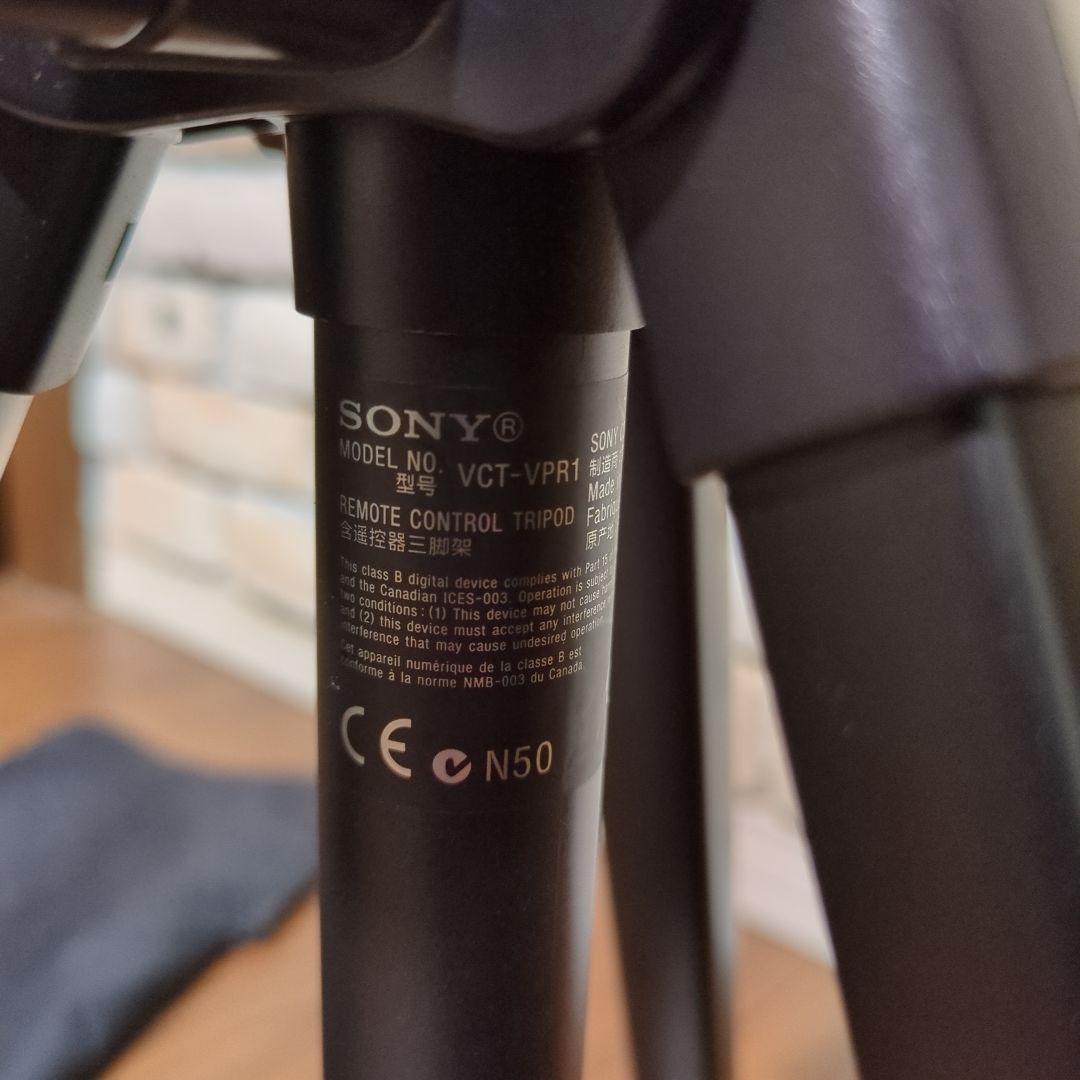 SONY®
MODEL NO. VCT-VPR1
型号
REMOTE CONTROL TRIPOD
含遥控器三脚架
This class B digital device complies with Part 15
and the Canadian ICES-003. Operation is subject
two conditions: (1) This device may not cause
and (2) this device must accept any interference
interference that may cause undesired operation.
Cet appareil numérique de la classe B est
conforme à la norme NMB-003 du Canada.
CE N50
SONY
制造商
Made
原产地